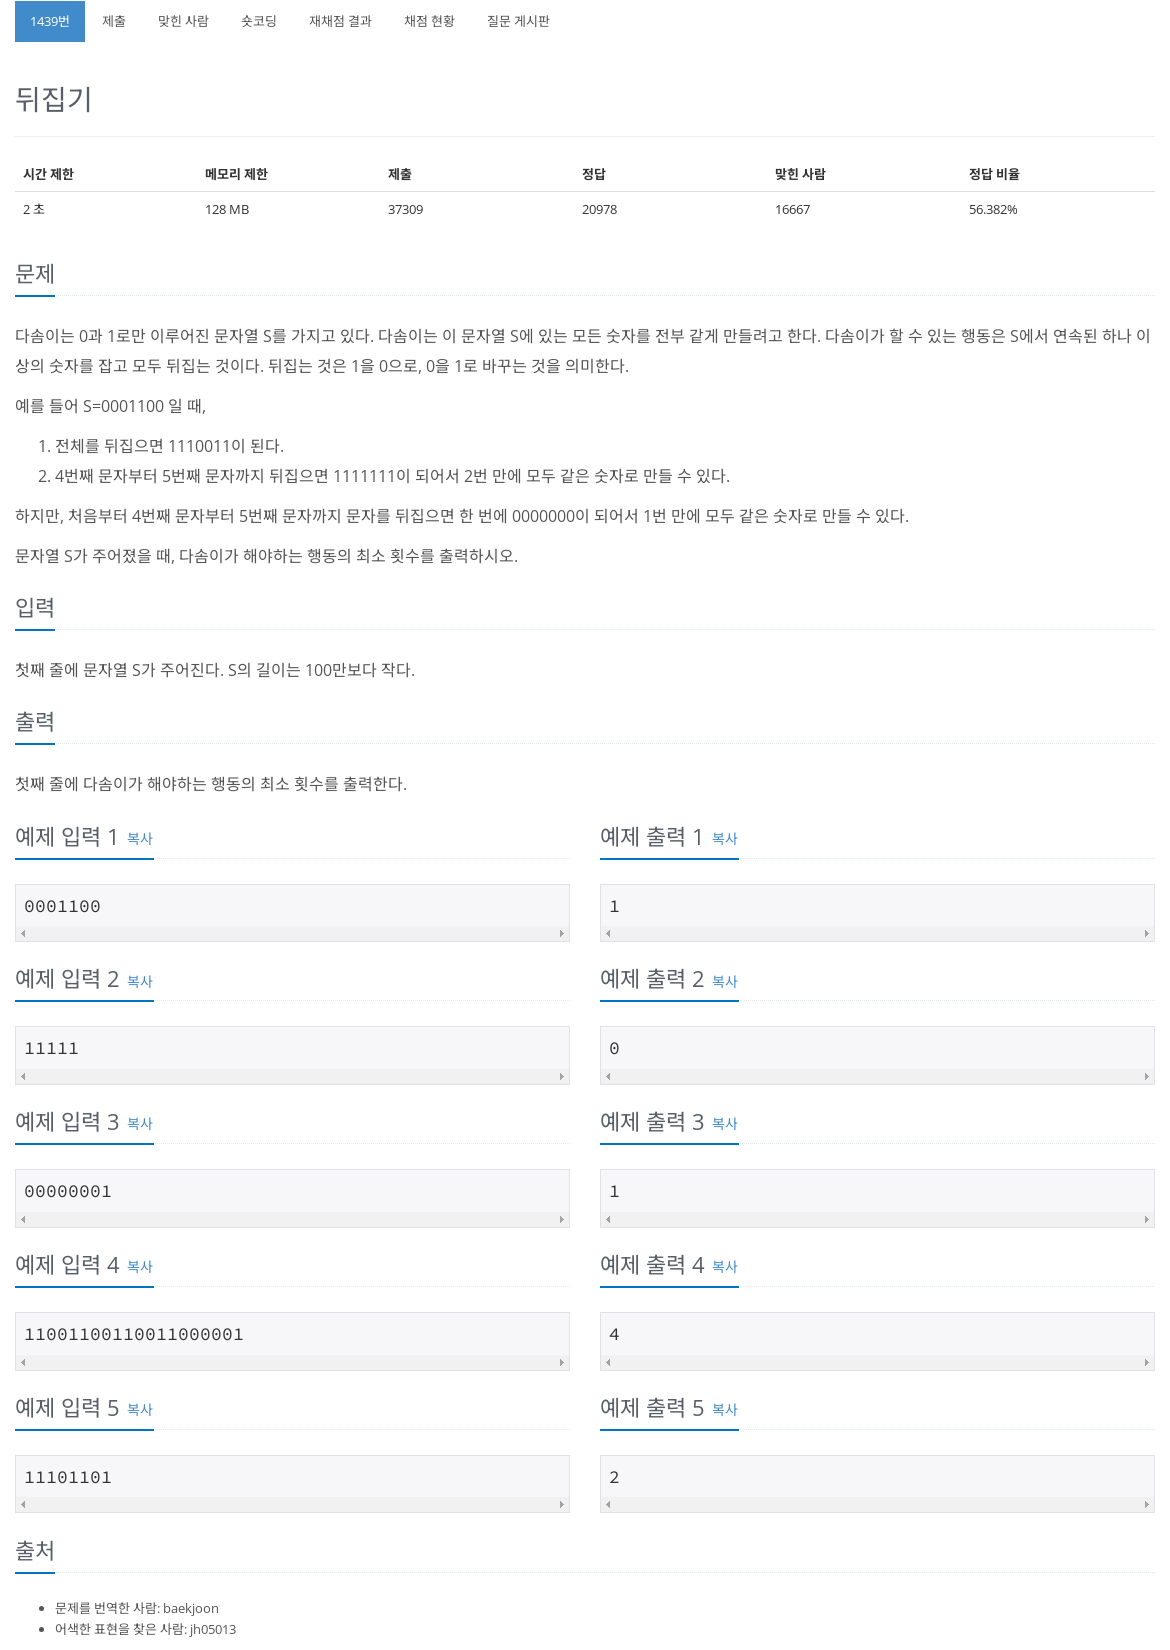 1439번 제출 맞힌 사람 숏코딩 재채점 결과 채점 현황 질문 게시판
뒤집기
시간 제한 메모리 제한 제출 정답 맞힌 사람 정답 비율
2 초 128 MB 37309 20978 16667 56.382%
문제
다솜이는 0과 1로만 이루어진 문자열 S를 가지고 있다. 다솜이는 이 문자열 S에 있는 모든 숫자를 전부 같게 만들려고 한다. 다솜이가 할 수 있는 행동은 S에서 연속된 하나 이
상의 숫자를 잡고 모두 뒤집는 것이다. 뒤집는 것은 1을 0으로, 0을 1로 바꾸는 것을 의미한다.
예를 들어 S=0001100 일 때,
1. 전체를 뒤집으면 1110011이 된다.
2. 4번째 문자부터 5번째 문자까지 뒤집으면 1111111이 되어서 2번 만에 모두 같은 숫자로 만들 수 있다.
하지만, 처음부터 4번째 문자부터 5번째 문자까지 문자를 뒤집으면 한 번에 0000000이 되어서 1번 만에 모두 같은 숫자로 만들 수 있다.
문자열 S가 주어졌을 때, 다솜이가 해야하는 행동의 최소 횟수를 출력하시오.
입력
첫째 줄에 문자열 S가 주어진다. S의 길이는 100만보다 작다.
출력
첫째 줄에 다솜이가 해야하는 행동의 최소 횟수를 출력한다.
예제 입력 1 복사 예제 출력 1 복사
0001100 1
예제 입력 2 복사 예제 출력 2 복사
11111 0
예제 입력 3 복사 예제 출력 3 복사
00000001 1
예제 입력 4 복사 예제 출력 4 복사
11001100110011000001 4
예제 입력 5 복사 예제 출력 5 복사
11101101 2
출처
• 문제를 번역한 사람: baekjoon
• 어색한 표현을 찾은 사람: jh05013